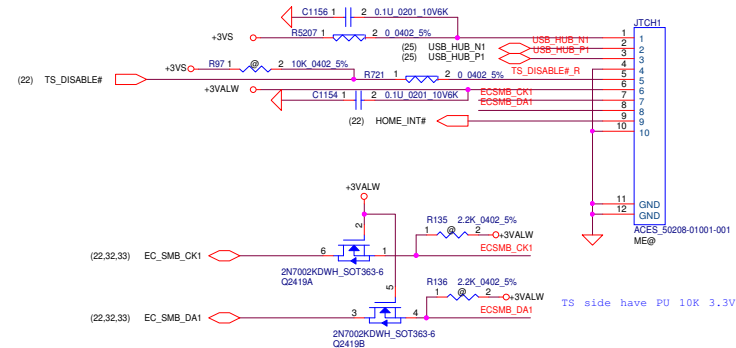 C1156 1 2 0.1U_0201_10V6K
JTCH1
+3VS R5207 1 2 0_0402_5%
(25) USB_HUB_N1 USB_HUB_N1
(25) USB_HUB_P1 USB_HUB_P1
+3VS R97 1 @ 2 10K_0402_5%
TS_DISABLE#_R
(22) TS_DISABLE# R721 1 2 0_0402_5%
+3VALW
ECSMB_CK1
C1154 1 2 0.1U_0201_10V6K
ECSMB_DA1
(22) HOME_INT#
1 1
2 2
3 3
4 4
5 5
6 6
7 7
8 8
9 9
10 10
11 GND
12 GND
ACES_50208-01001-001
ME@
+3VALW
2
R135 2.2K_0402_5%
1 @ 2 +3VALW
(22,32,33) EC_SMB_CK1 6 1 ECSMB_CK1
2N7002KDWH_SOT363-6
Q2419A
5
R136 2.2K_0402_5%
1 @ 2 +3VALW
TS side have PU 10K 3.3V
(22,32,33) EC_SMB_DA1 3 4 ECSMB_DA1
2N7002KDWH_SOT363-6
Q2419B